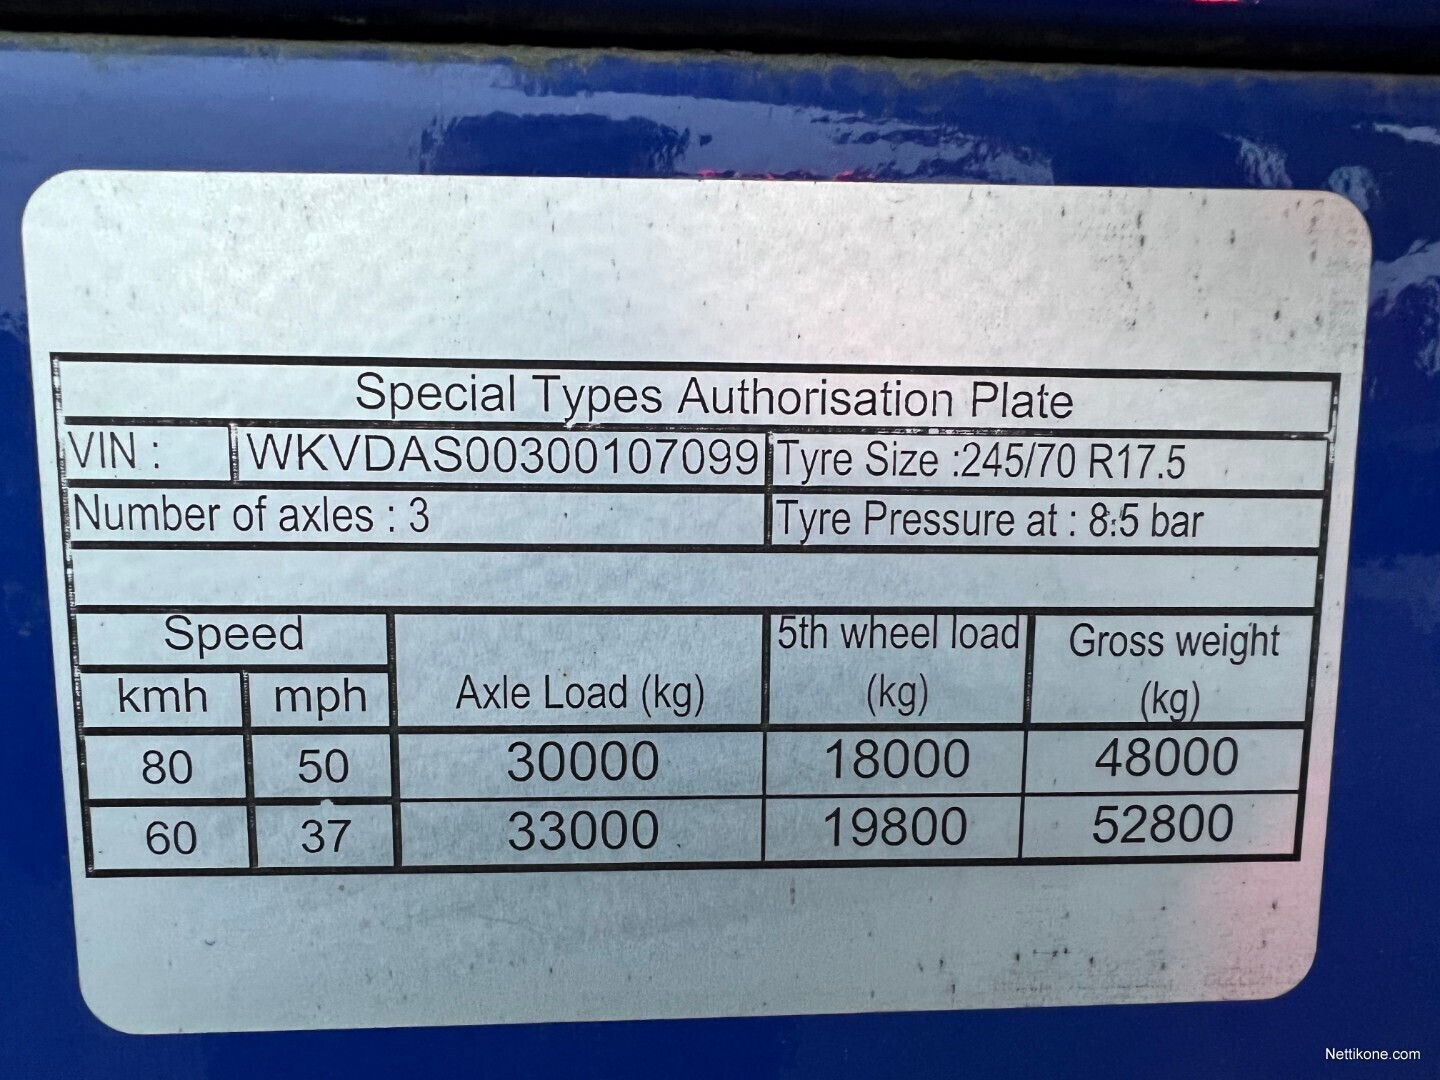 Special Types Authorisation Plate
VIN : WKVDAS00300107099 Tyre Size :245/70 R17.5
Number of axles : 3 Tyre Pressure at : 8.5 bar
Speed 5th wheel load Gross weight
kmh mph Axle Load (kg) (kg) (kg)
80 50 30000 18000 48000
60 37 33000 19800 52800
Nettikone.com